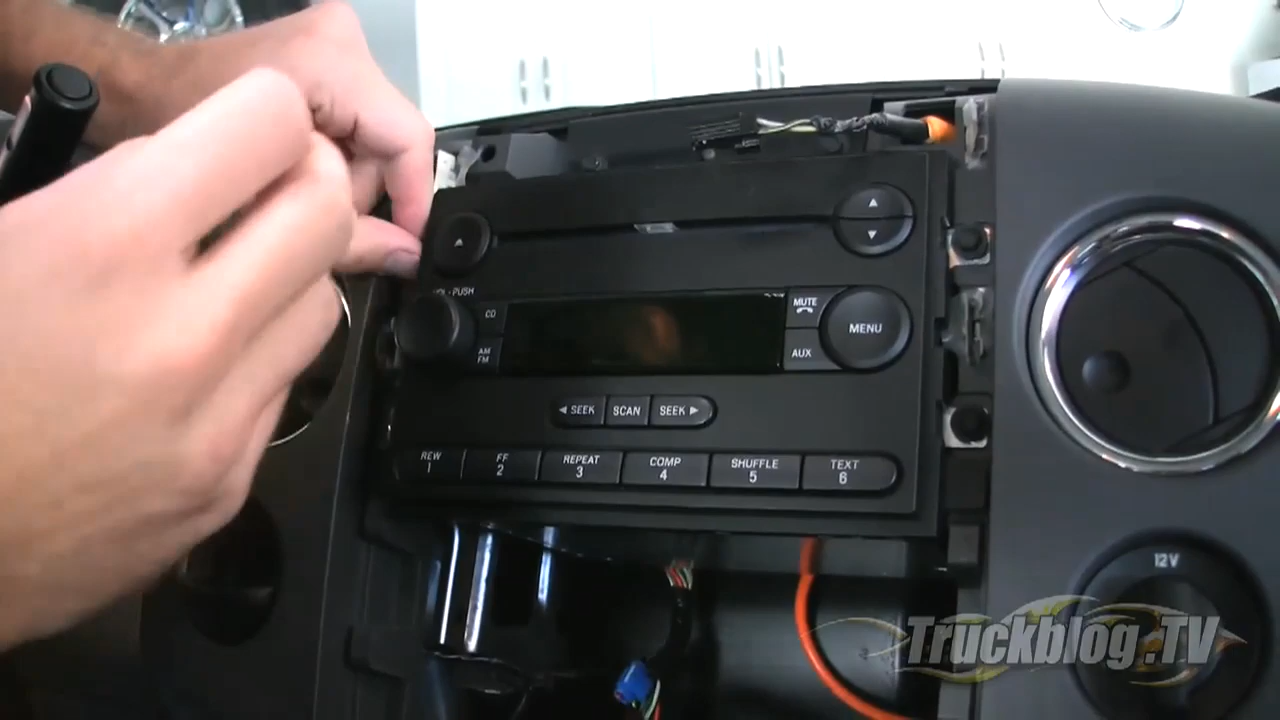 VOL - PUSH
CD
AM
FM
MUTE
AUX
MENU
SEEK
SCAN
SEEK
REW
1
FF
2
REPEAT
3
COMP
4
SHUFFLE
5
TEXT
6
12V
Truckblog.TV